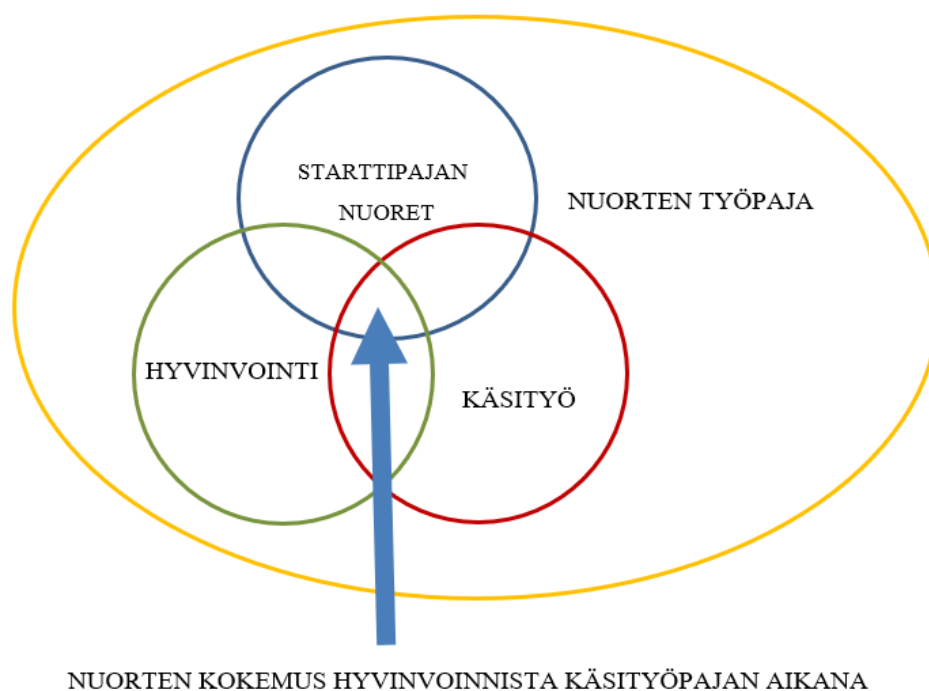 STARTTIPAJAN
NUORET
NUORTEN TYÖPAJA
HYVINVOINTI
KÄSITYÖ
NUORTEN KOKEMUS HYVINVOINNISTA KÄSITYÖPAJAN AIKANA